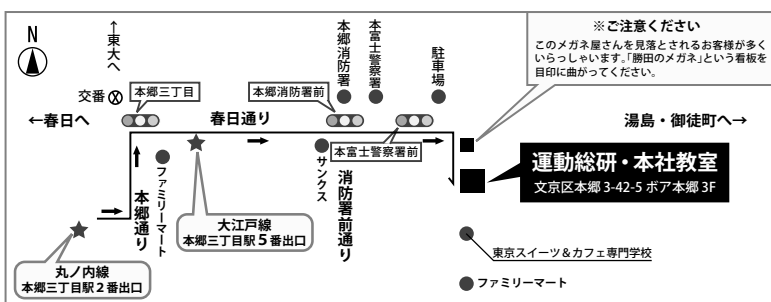 N
←東大へ
本郷消防署
本富士警察署
駐車場
※ご注意ください
このメガネ屋さんを見落とされるお客様が多く
いらっしゃいます。「勝田のメガネ」という看板を
目印に曲がってください。
交番
本郷三丁目
本郷消防署前
←春日へ
春日通り
湯島・御徒町へ→
本富士警察署前
運動総研・本社教室
文京区本郷 3-42-5 ボア本郷 3F
本郷通り
ファミリーマート
サンクス
消防署前通り
大江戸線
本郷三丁目駅5番出口
丸ノ内線
本郷三丁目駅2番出口
東京スイーツ&カフェ専門学校
ファミリーマート